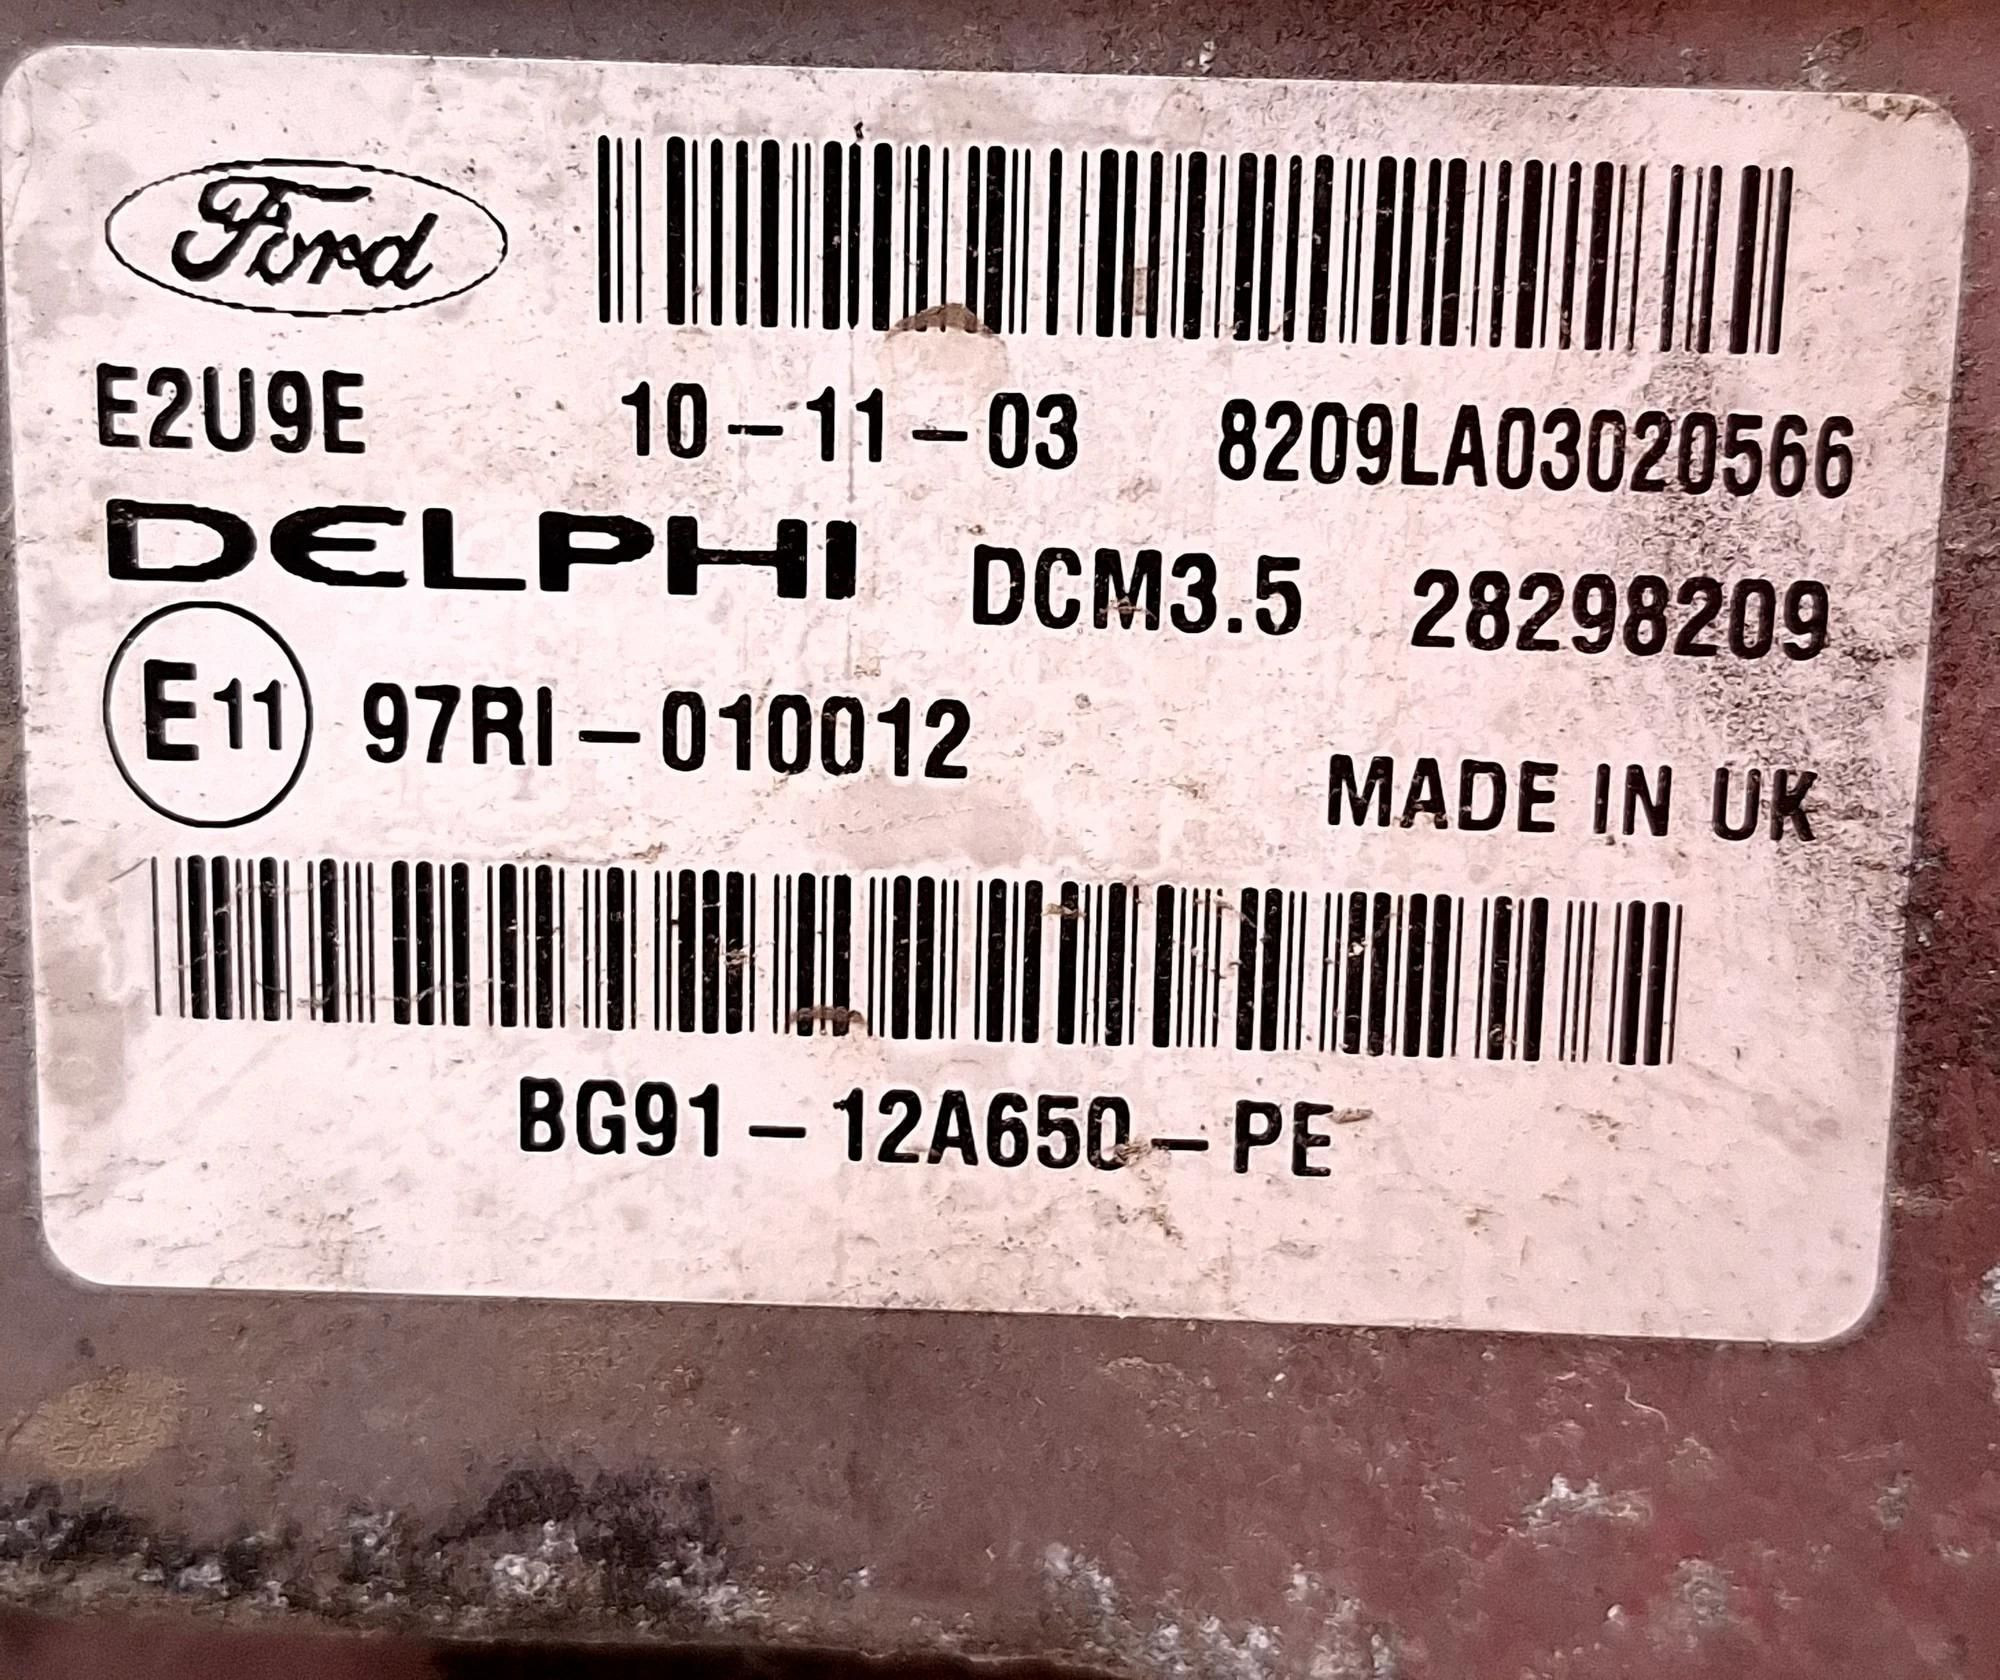 Ford
E2U9E 10-11-03 8209LA03020566
DELPHI DCM3.5 28298209
E11 97RI-010012
MADE IN UK
BG91-12A650-PE